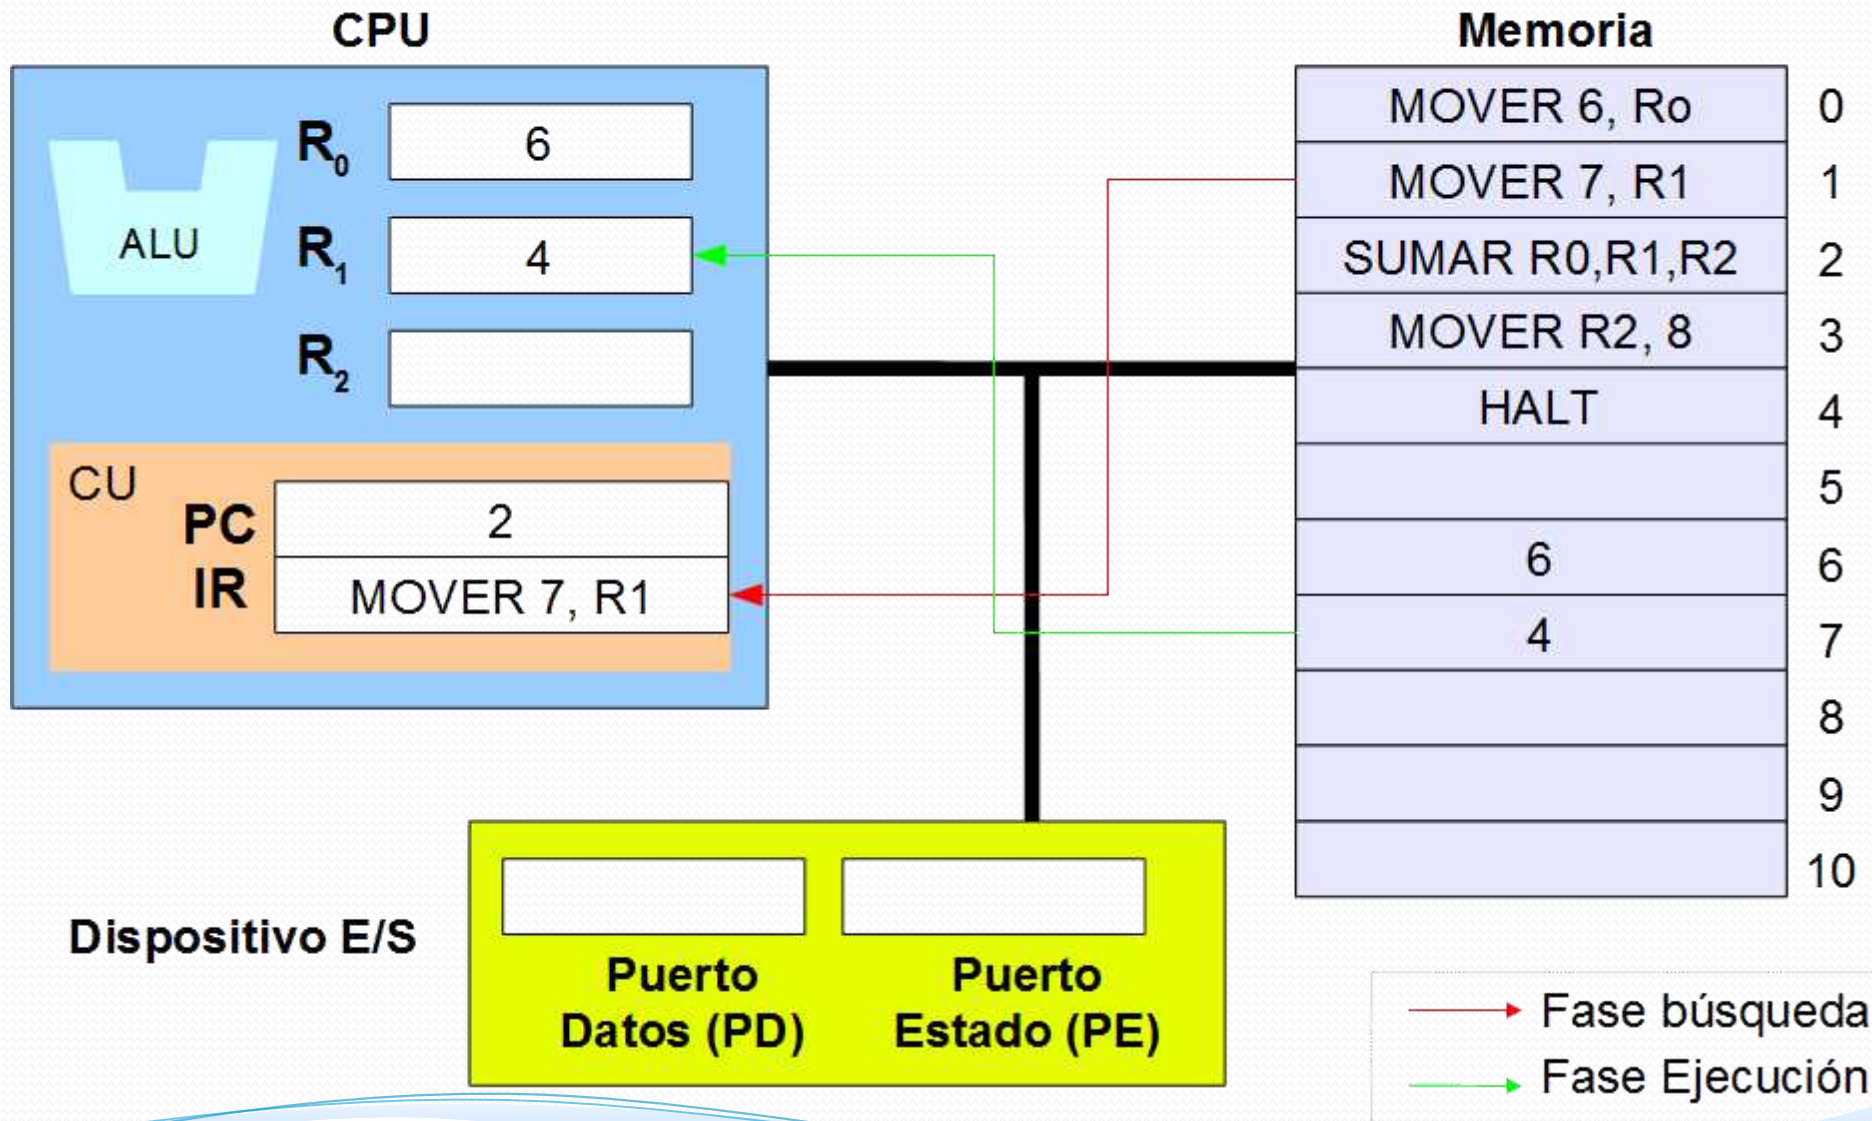 CPU
Memoria
R0
6
ALU
R1
4
R2
CU
PC
2
IR
MOVER 7, R1
MOVER 6, Ro
0
MOVER 7, R1
1
SUMAR R0,R1,R2
2
MOVER R2, 8
3
HALT
4
5
6
6
4
7
8
9
10
Dispositivo E/S
Puerto
Datos (PD)
Puerto
Estado (PE)
Fase búsqueda
Fase Ejecución